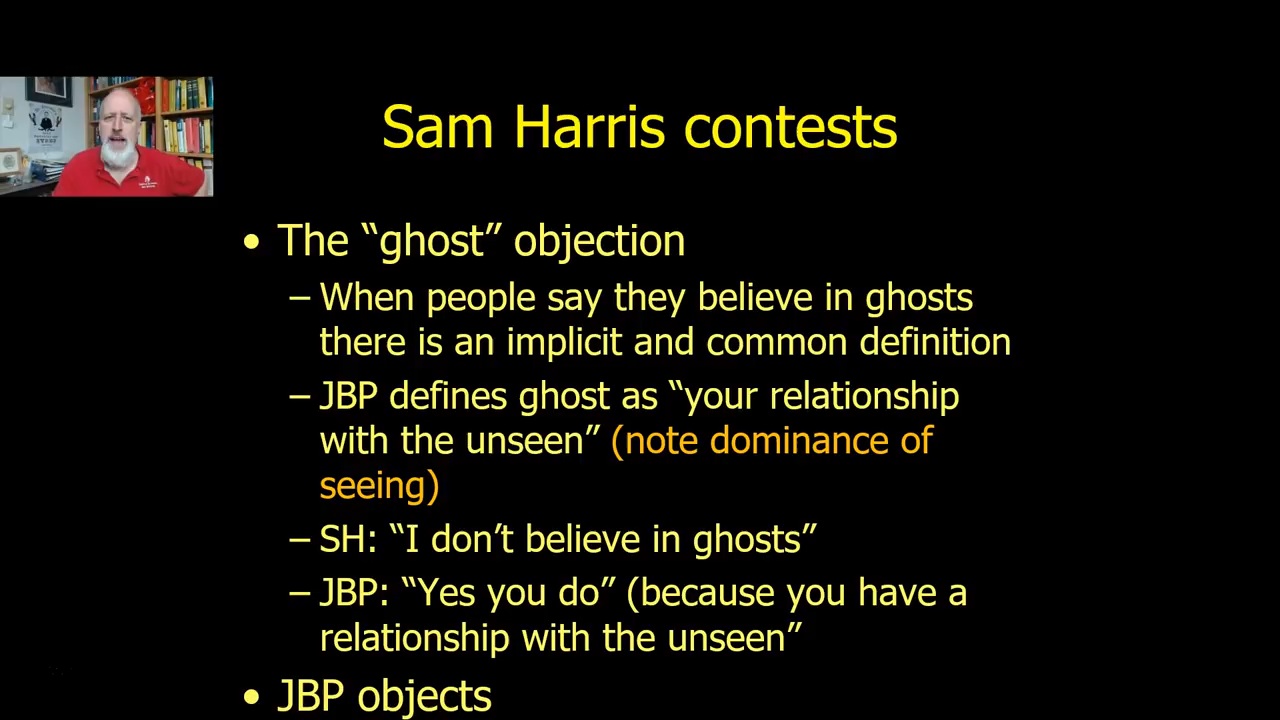 Sam Harris contests
• The “ghost” objection
– When people say they believe in ghosts
there is an implicit and common definition
– JBP defines ghost as “your relationship
with the unseen” (note dominance of
seeing)
– SH: “I don’t believe in ghosts”
– JBP: “Yes you do” (because you have a
relationship with the unseen”
• JBP objects